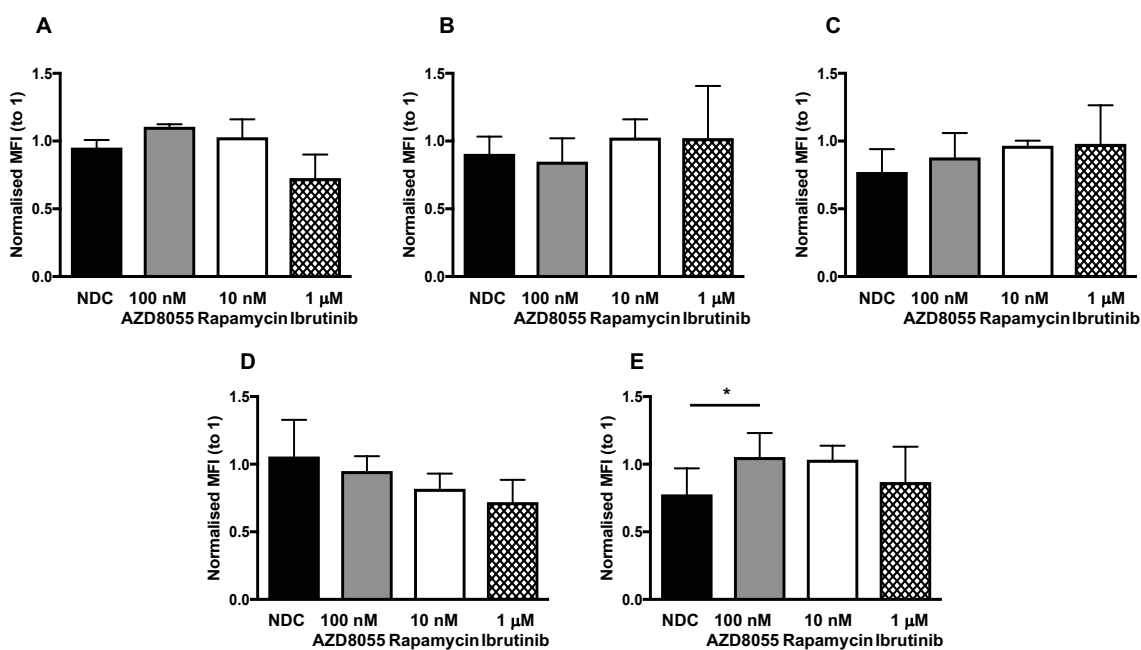 A
Normalised MFI (to 1)
1.5
1.0
0.5
0.0
NDC 100 nM 10 nM 1 μM
AZD8055 Rapamycin Ibrutinib
B
Normalised MFI (to 1)
1.5
1.0
0.5
0.0
NDC 100 nM 10 nM 1 μM
AZD8055 Rapamycin Ibrutinib
C
Normalised MFI (to 1)
1.5
1.0
0.5
0.0
NDC 100 nM 10 nM 1 μM
AZD8055 Rapamycin Ibrutinib
D
Normalised MFI (to 1)
1.5
1.0
0.5
0.0
NDC 100 nM 10 nM 1 μM
AZD8055 Rapamycin Ibrutinib
E
Normalised MFI (to 1)
1.5
1.0
0.5
0.0
*
NDC 100 nM 10 nM 1 μM
AZD8055 Rapamycin Ibrutinib